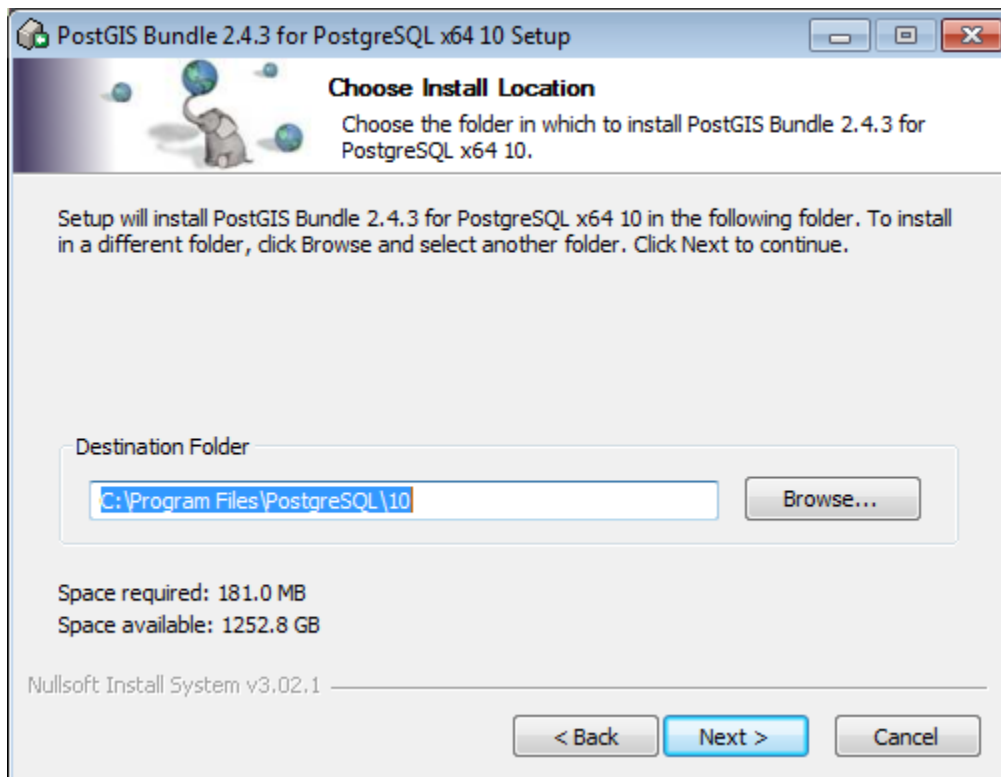 PostGIS Bundle 2.4.3 for PostgreSQL x64 10 Setup
Choose Install Location
Choose the folder in which to install PostGIS Bundle 2.4.3 for
PostgreSQL x64 10.
Setup will install PostGIS Bundle 2.4.3 for PostgreSQL x64 10 in the following folder. To install
in a different folder, click Browse and select another folder. Click Next to continue.
Destination Folder
C:\Program Files\PostgreSQL\10
Browse...
Space required: 181.0 MB
Space available: 1252.8 GB
Nullsoft Install System v3.02.1
< Back
Next >
Cancel